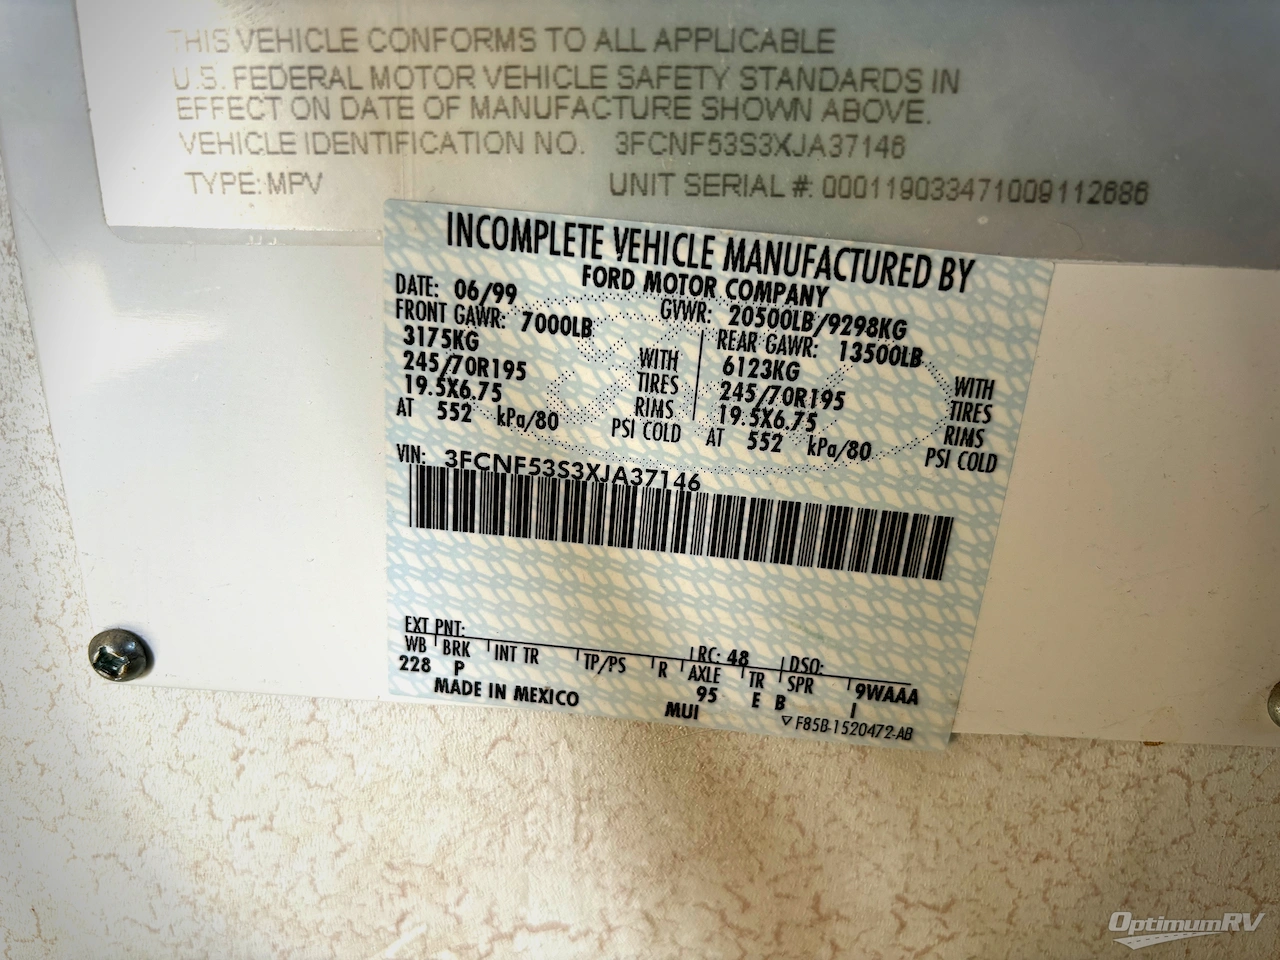 THIS VEHICLE CONFORMS TO ALL APPLICABLE
U.S. FEDERAL MOTOR VEHICLE SAFETY STANDARDS IN
EFFECT ON DATE OF MANUFACTURE SHOWN ABOVE.
VEHICLE IDENTIFICATION NO. 3FCNF53S3XJA37146
TYPE: MPV UNIT SERIAL #: 000119033471009112686
INCOMPLETE VEHICLE MANUFACTURED BY
FORD MOTOR COMPANY
DATE: 06/99 GVWR: 20500LB/9298KG
FRONT GAWR: 7000LB REAR GAWR: 13500LB
3175KG WITH 6123KG WITH
245/70R195 TIRES 245/70R195 TIRES
19.5X6.75 RIMS 19.5X6.75 RIMS
AT 552 kPa/80 PSI COLD AT 552 kPa/80 PSI COLD
VIN: 3FCNF53S3XJA37146
EXT PNT: RC: 48 DSO:
WB BRK INT TR TP/PS R AXLE TR SPR 9WAAA
228 P 95 E B I
MADE IN MEXICO MUI
F85B-1520472-AB
OptimumRV